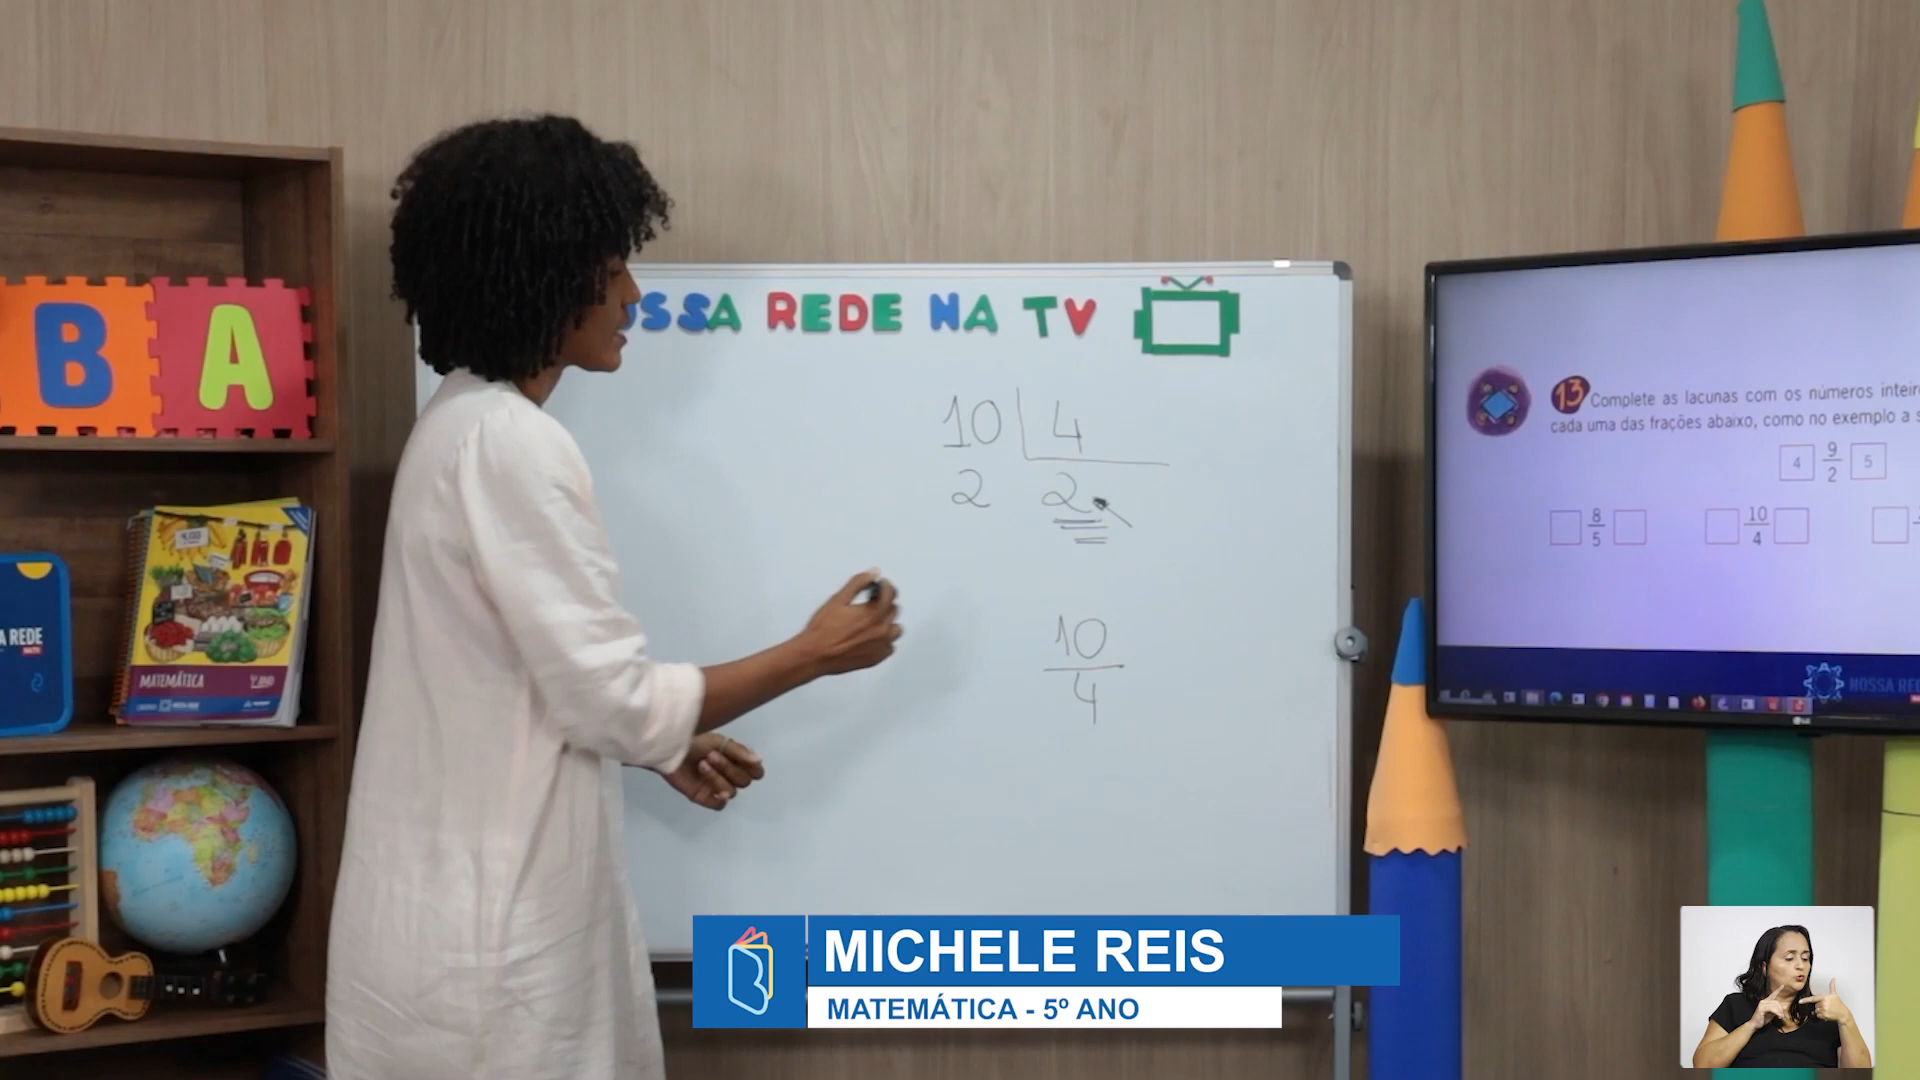 B A
SSA REDE NA TV
10 4
2 2
10
4
A REDE
MATEMÁTICA
13 Complete as lacunas com os números
cada uma das frações abaixo, como no exemplo a
4 9/2 5
8/5 10/4
NOSSA
MICHELE REIS
MATEMÁTICA - 5º ANO